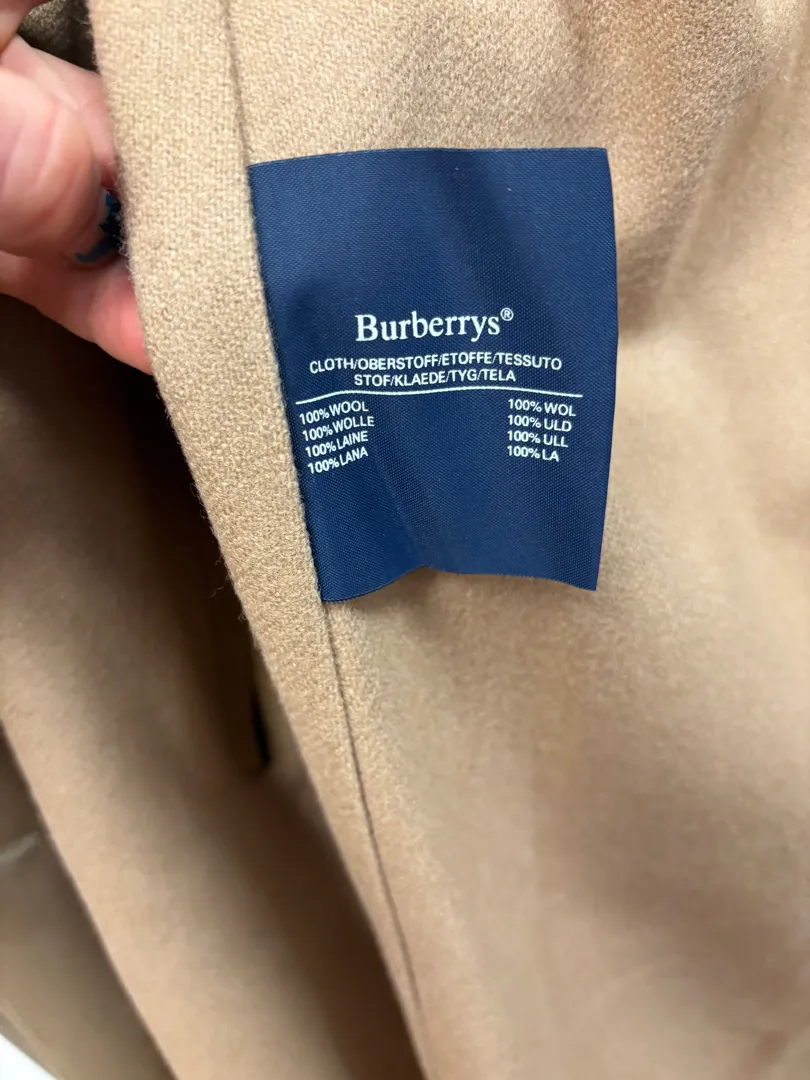 Burberrys®
CLOTH/OBERSTOFF/ETOFFE/TESSUTO
STOF/KLAEDE/TYG/TELA
100% WOOL
100% WOLLE
100% LAINE
100% LANA
100% WOL
100% ULD
100% ULL
100% LA